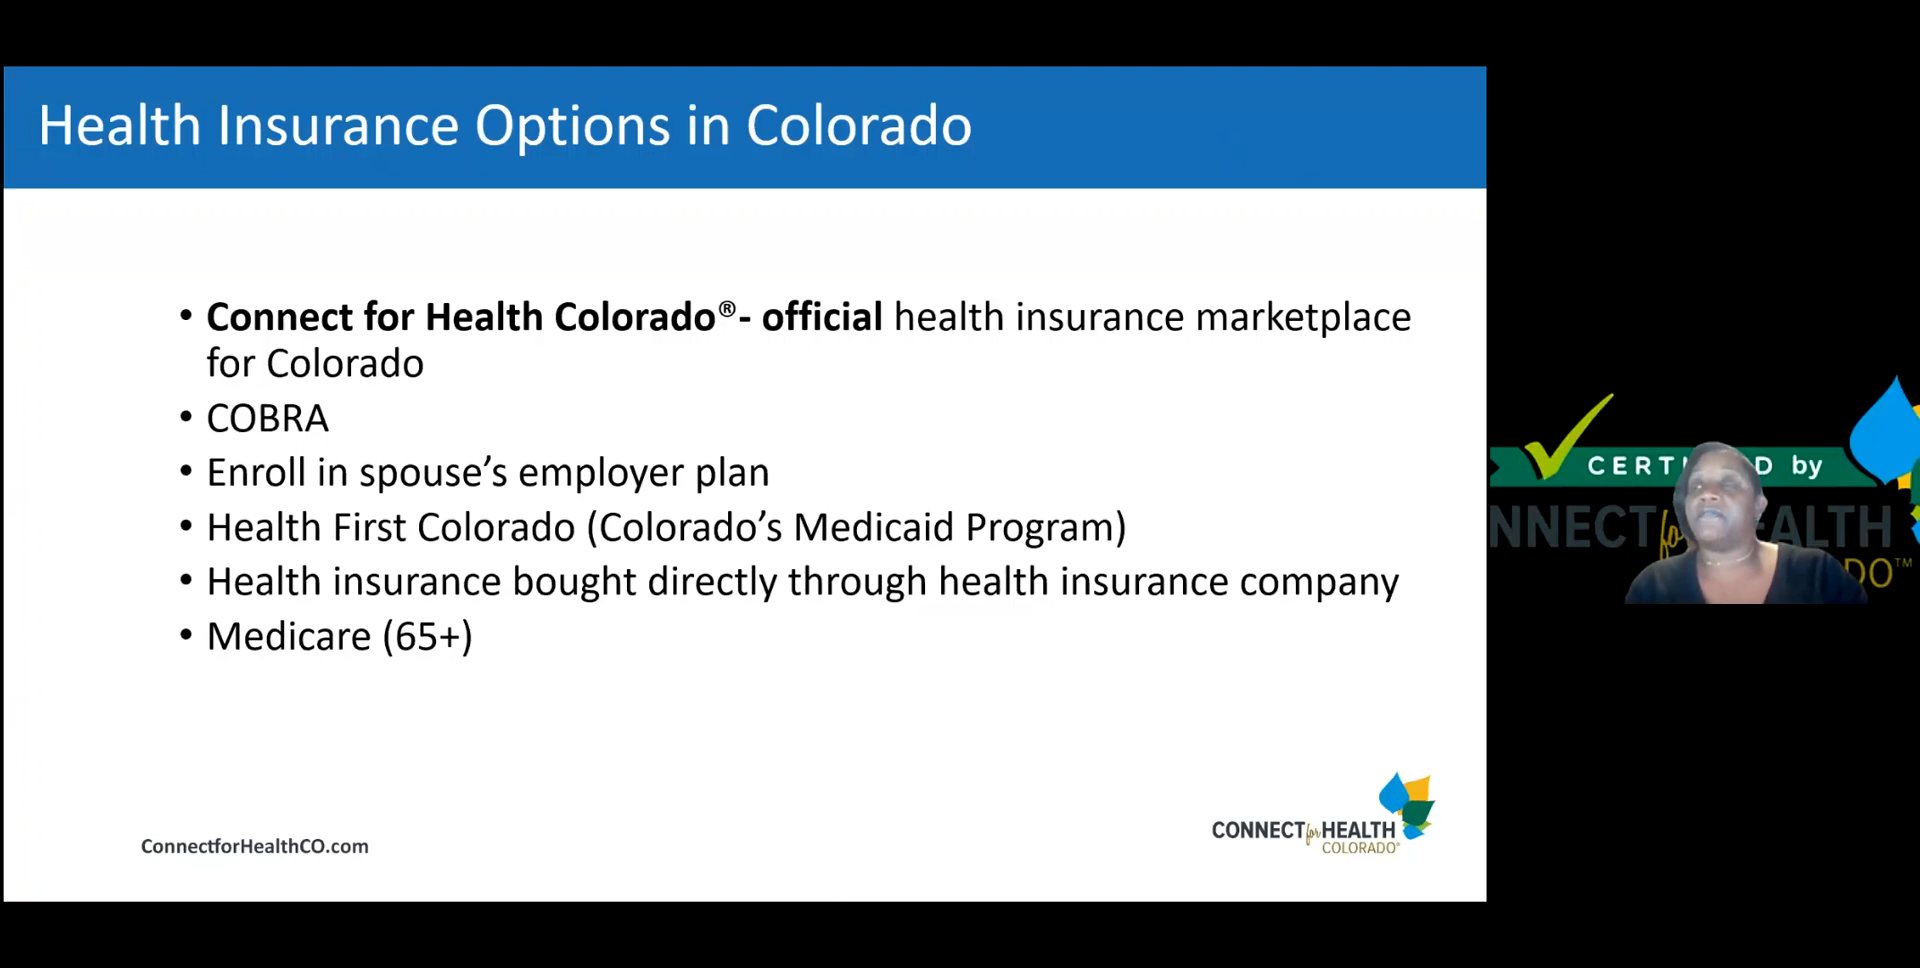 Health Insurance Options in Colorado
• Connect for Health Colorado®- official health insurance marketplace
for Colorado
• COBRA
• Enroll in spouse’s employer plan
• Health First Colorado (Colorado’s Medicaid Program)
• Health insurance bought directly through health insurance company
• Medicare (65+)
ConnectforHealthCO.com
CONNECT for HEALTH
COLORADO®
by